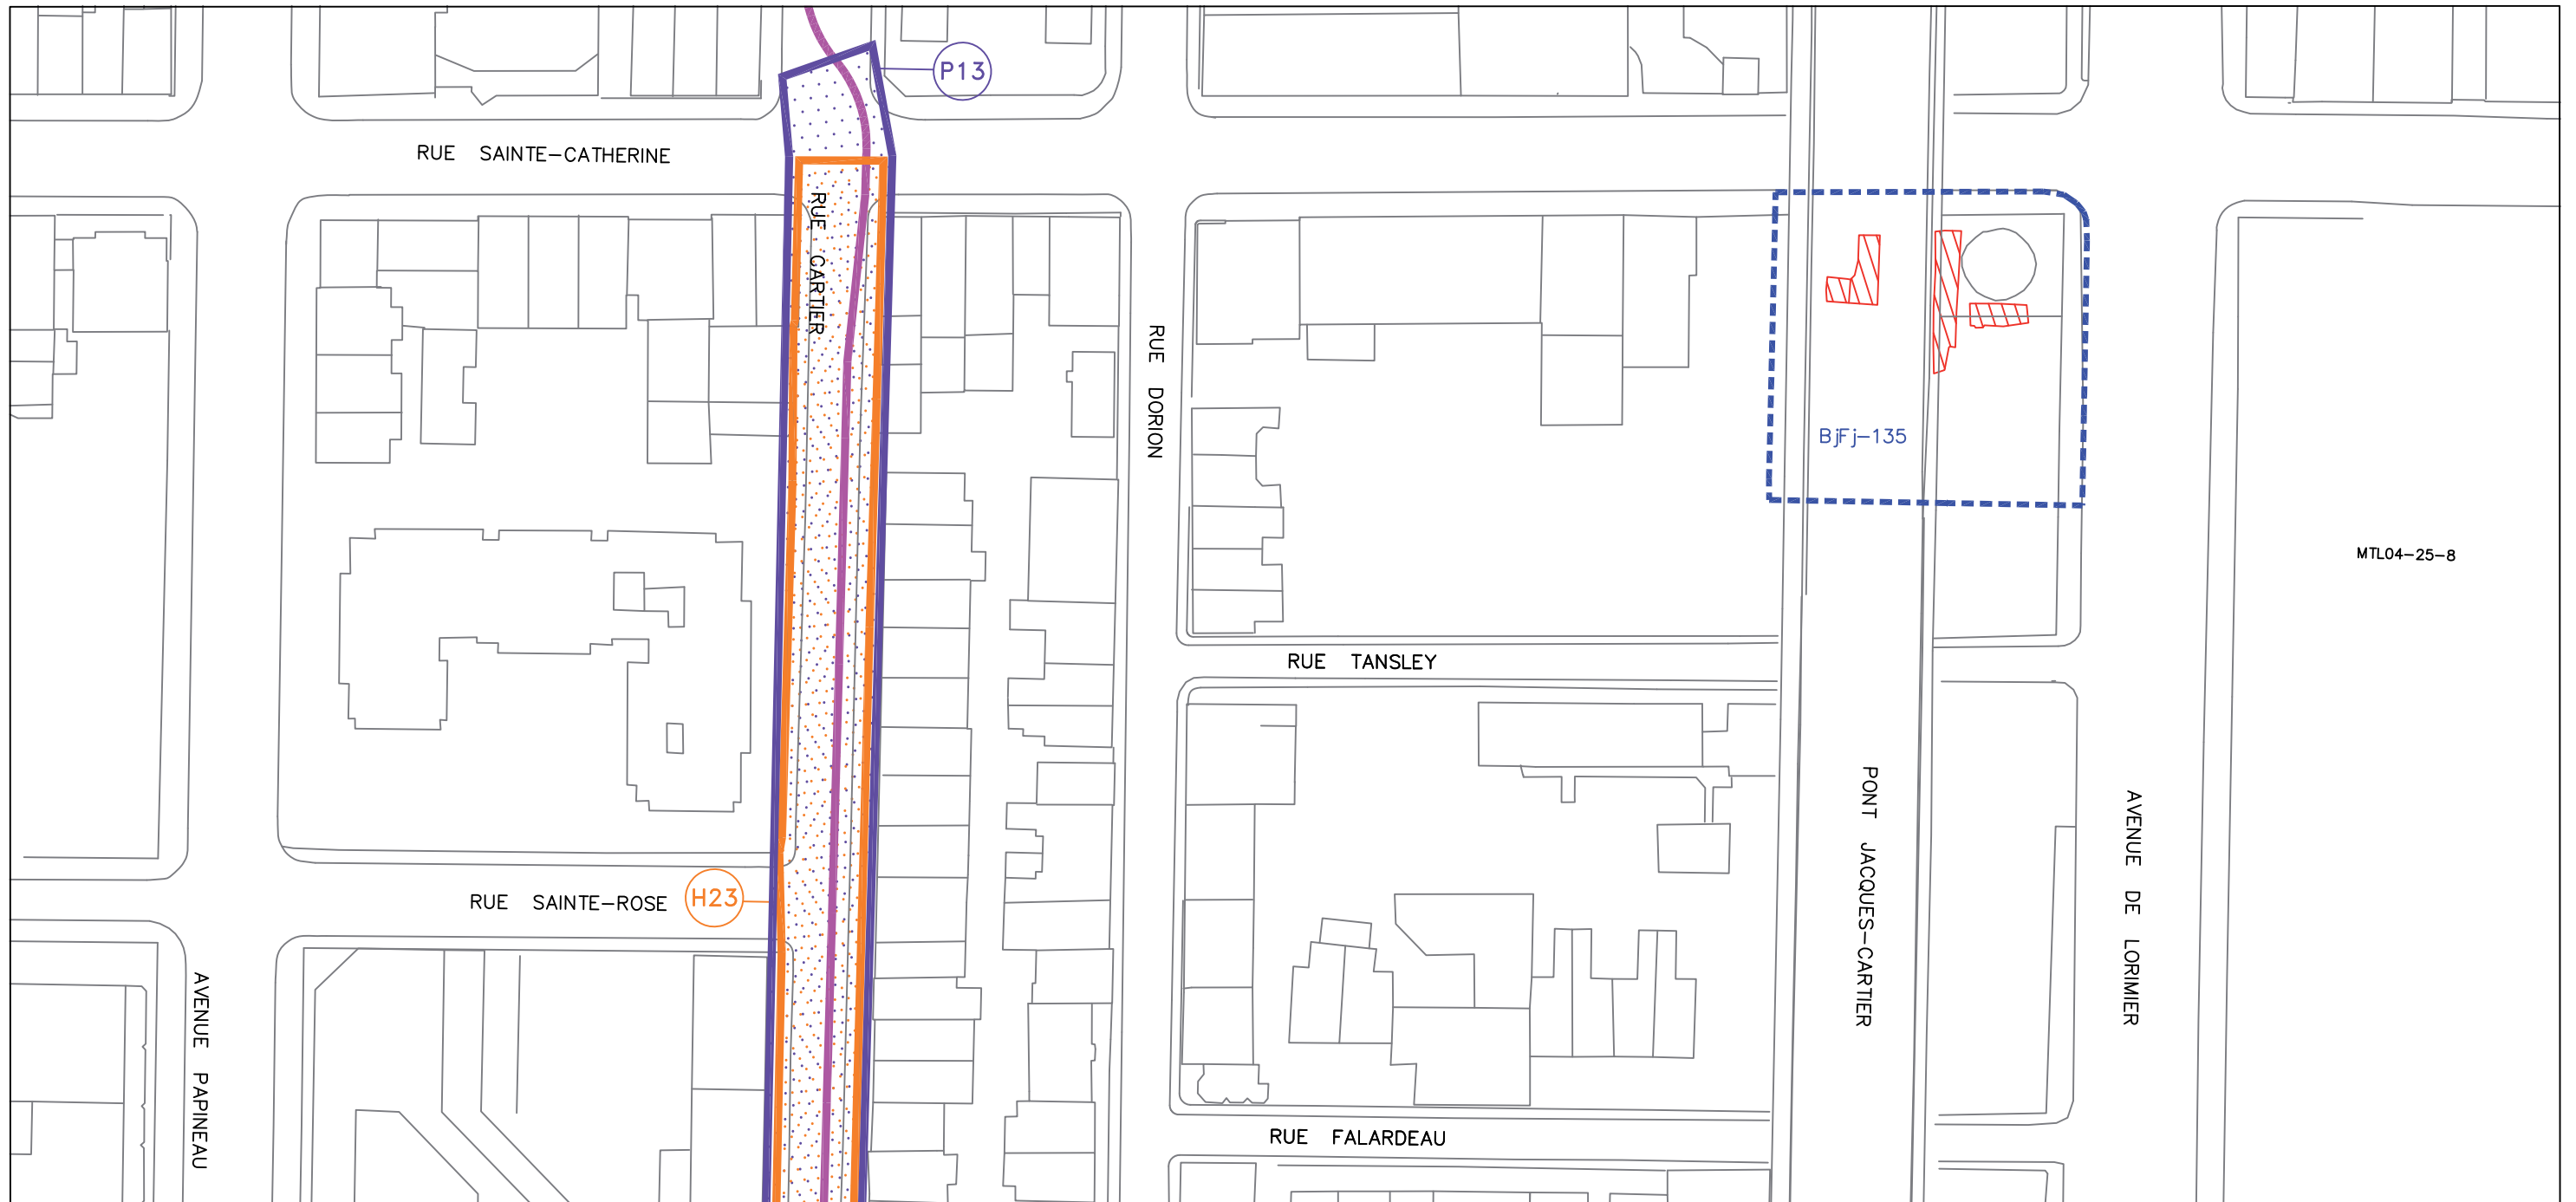 P13
RUE SAINTE-CATHERINE
RUE CARTIER
RUE DORION
BjFj-135
MTL04-25-8
RUE TANSLEY
PONT JACQUES-CARTIER
AVENUE DE LORIMIER
RUE SAINTE-ROSE
H23
AVENUE PAPINEAU
RUE FALARDEAU